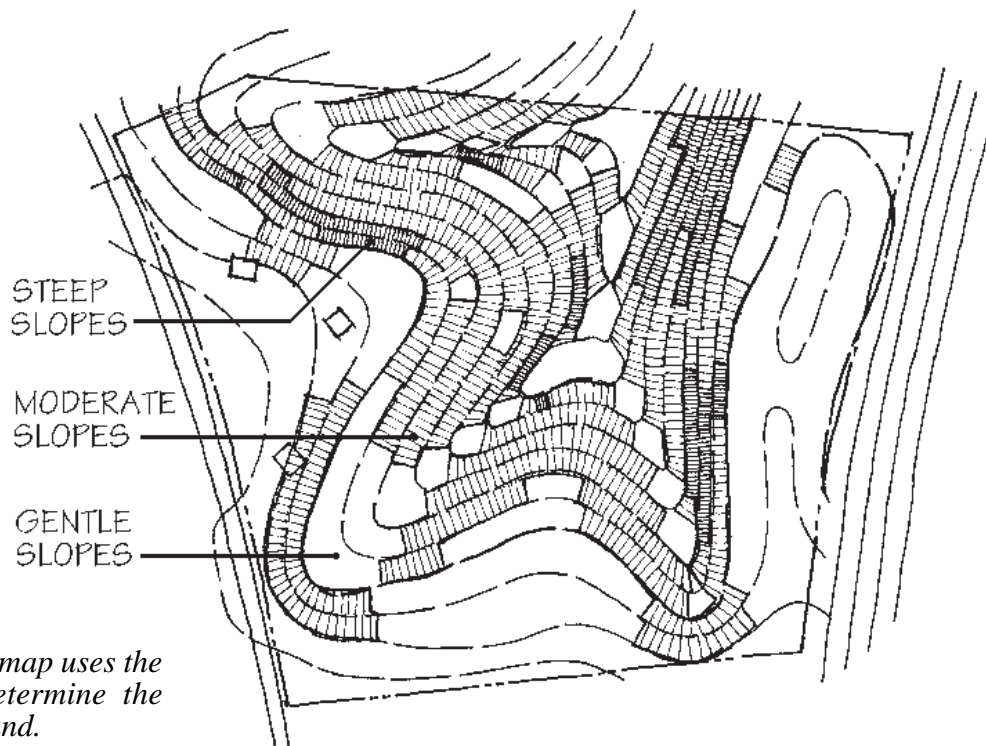 STEEP
SLOPES
MODERATE
SLOPES
GENTLE
SLOPES
map uses the
etermine the
nd.